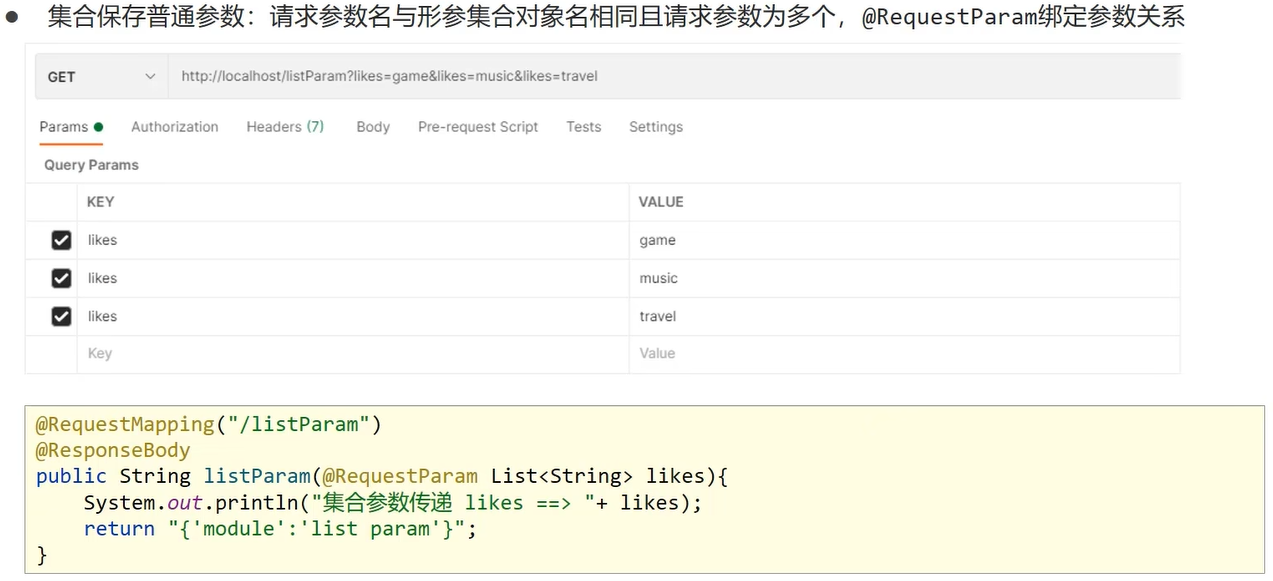 ● 集合保存普通参数：请求参数名与形参集合对象名相同且请求参数为多个，@RequestParam绑定参数关系
GET http://localhost/listParam?likes=game&likes=music&likes=travel
Params Authorization Headers (7) Body Pre-request Script Tests Settings
Query Params
KEY VALUE
likes game
likes music
likes travel
Key Value
@RequestMapping("/listParam")
@ResponseBody
public String listParam(@RequestParam List<String> likes){
    System.out.println("集合参数传递 likes ==> "+ likes);
    return "{'module':'list param'}";
}